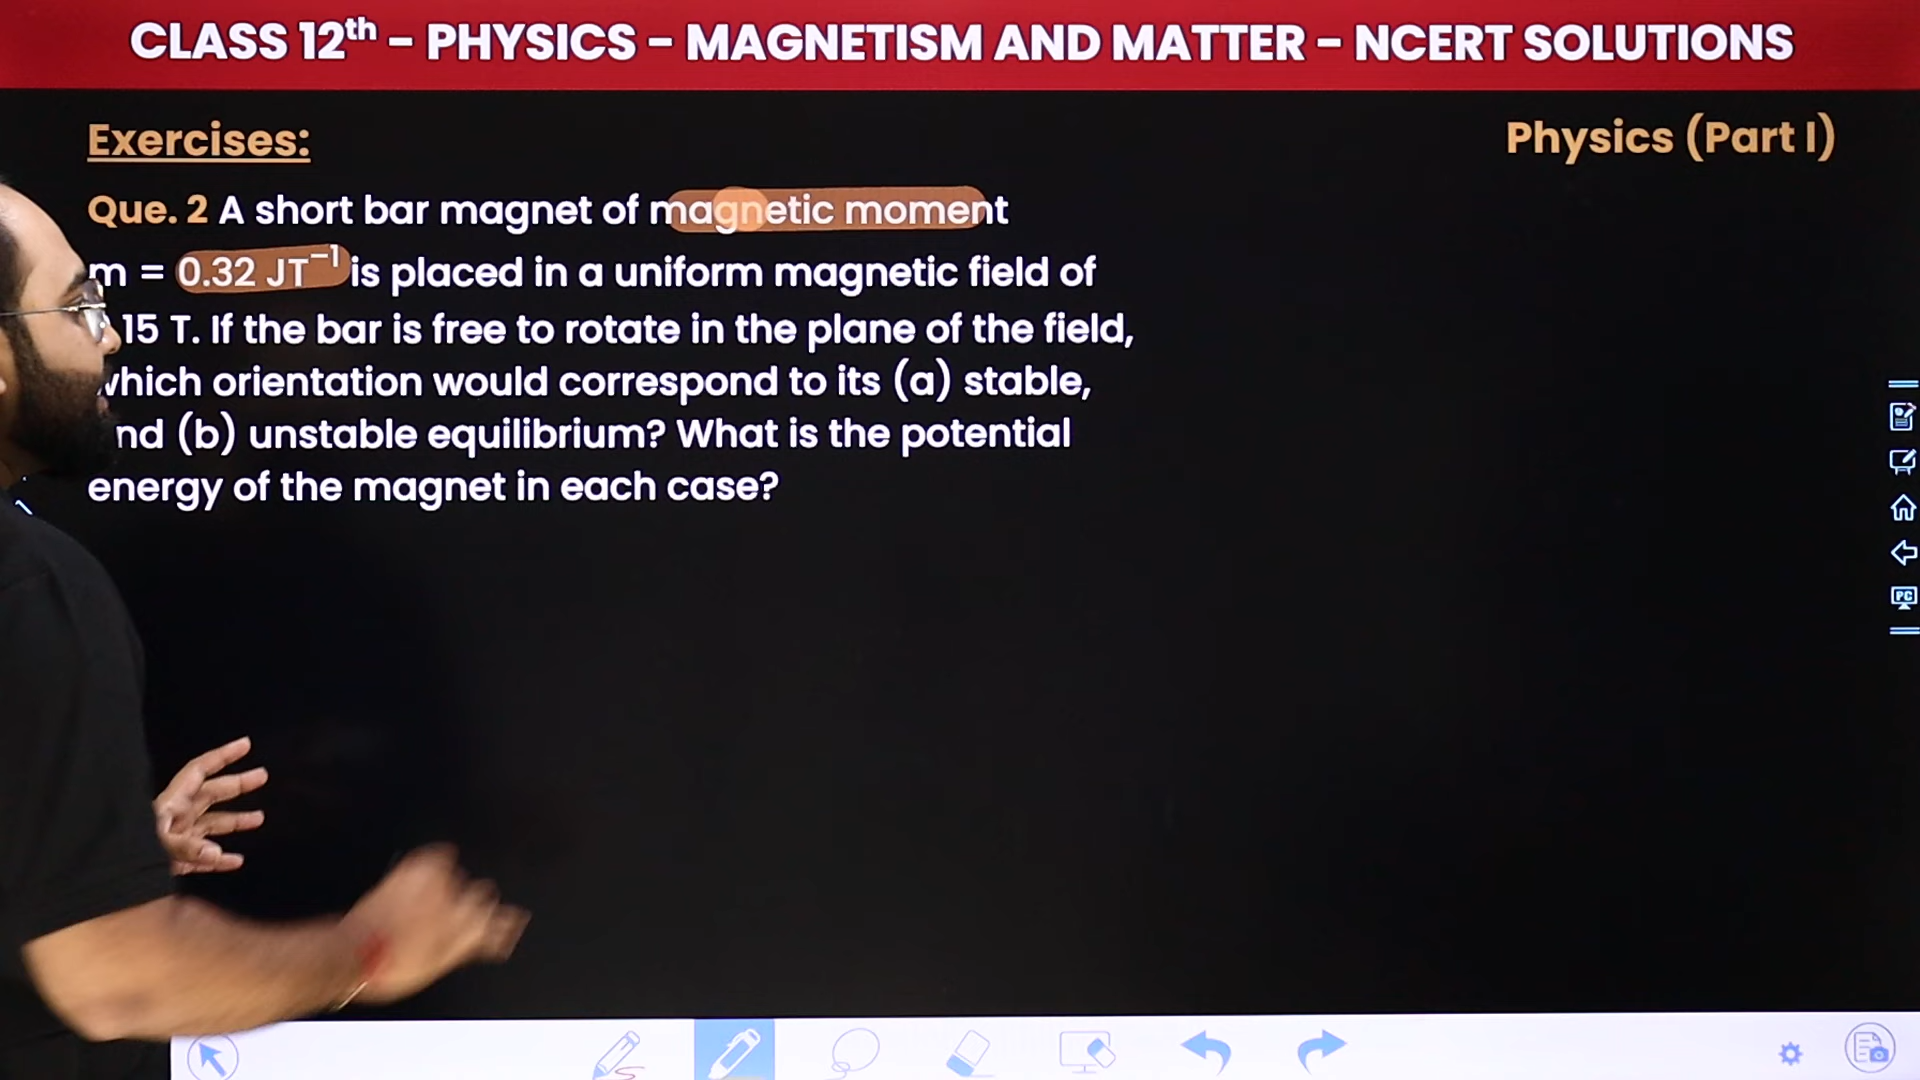 CLASS 12th - PHYSICS - MAGNETISM AND MATTER - NCERT SOLUTIONS
Exercises:
Physics (Part I)
Que. 2 A short bar magnet of magnetic moment
m = 0.32 JT⁻¹ is placed in a uniform magnetic field of
15 T. If the bar is free to rotate in the plane of the field,
which orientation would correspond to its (a) stable,
and (b) unstable equilibrium? What is the potential
energy of the magnet in each case?
PC